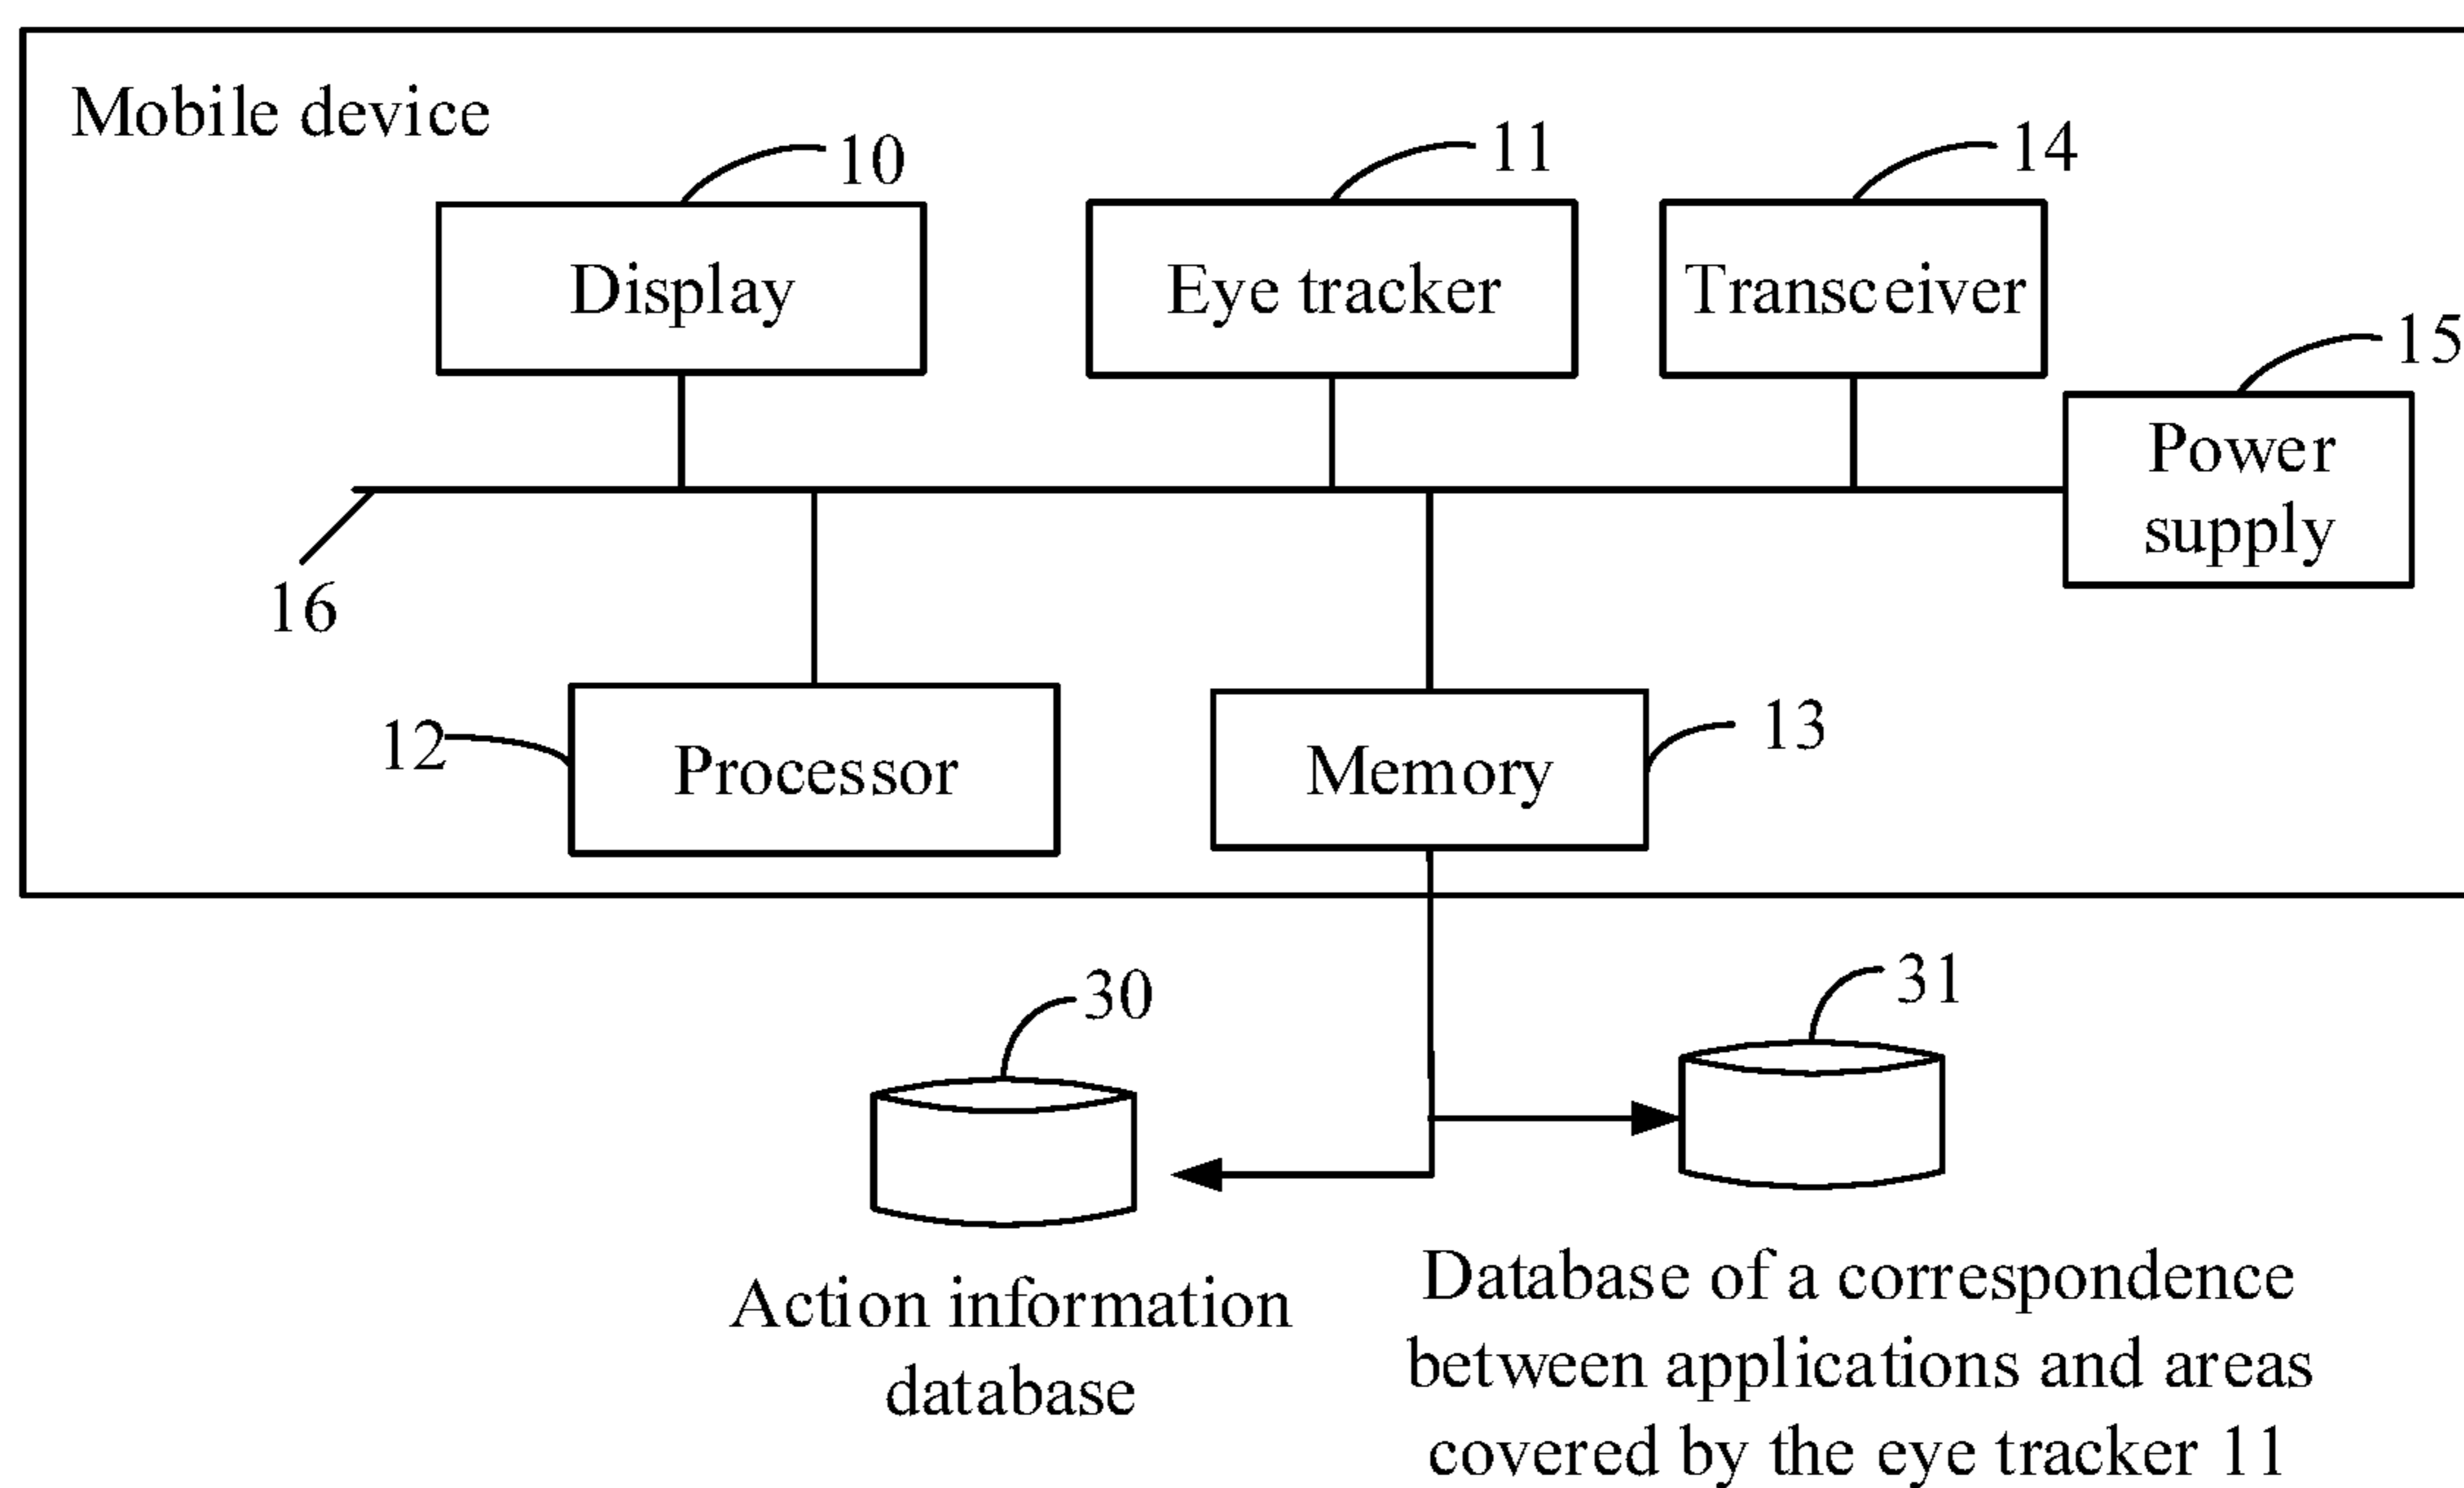 Mobile device
10
11
14
Display
Eye tracker
Transceiver
15
Power
supply
16
12
Processor
Memory
13
30
31
Action information
database
Database of a correspondence
between applications and areas
covered by the eye tracker 11